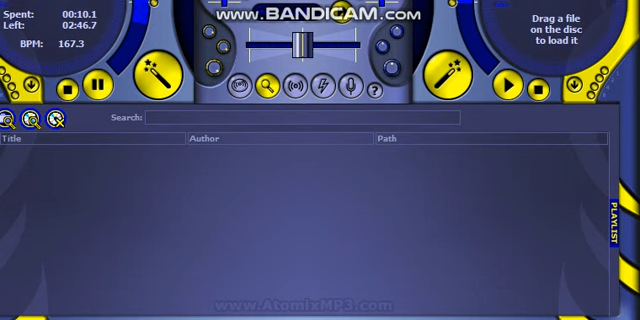 www.BANDICAM.com
Spent: 00:10.1
Left: 02:46.7
BPM: 167.3
Drag a file
on the disc
to load it
?
Search:
Title Author Path
PLAYLIST
www.AtomixMP3.com